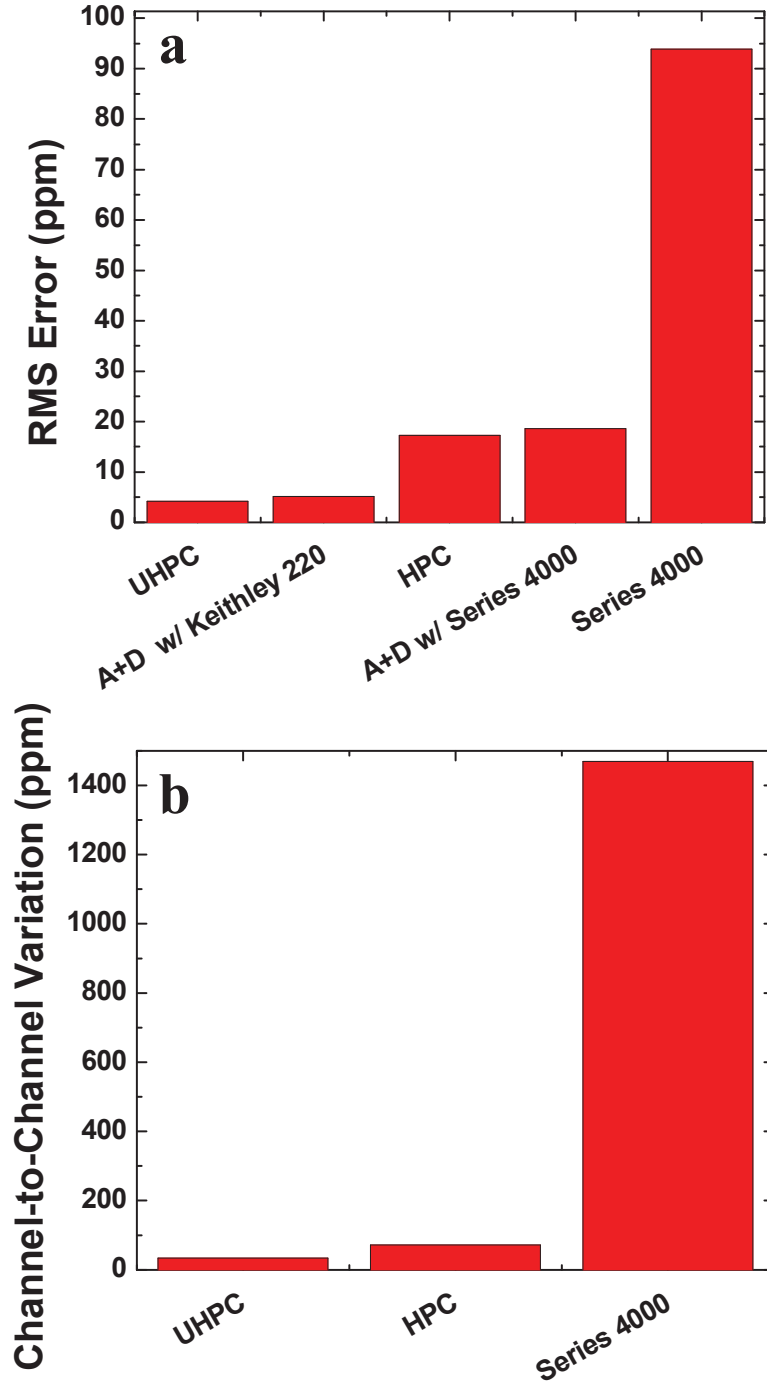 a
RMS Error (ppm)
100
90
80
70
60
50
40
30
20
10
0
UHPC
A+D w/ Keithley 220
HPC
A+D w/ Series 4000
Series 4000
b
Channel-to-Channel Variation (ppm)
1400
1200
1000
800
600
400
200
0
UHPC
HPC
Series 4000